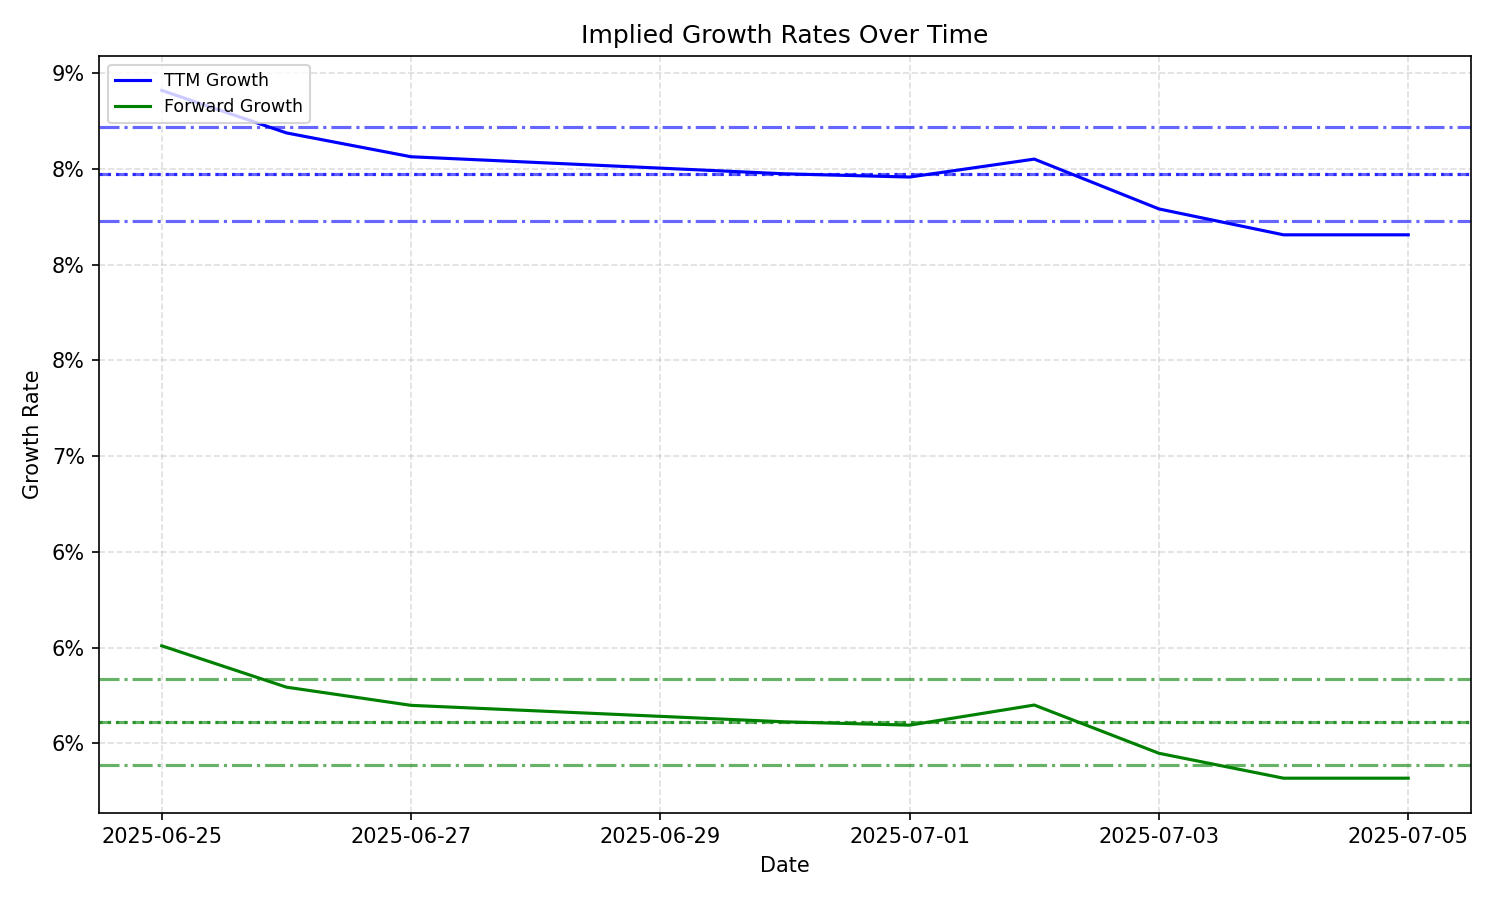 Implied Growth Rates Over Time
TTM Growth
Forward Growth
9%
8%
8%
8%
7%
6%
6%
6%
Growth Rate
2025-06-25
2025-06-27
2025-06-29
2025-07-01
2025-07-03
2025-07-05
Date